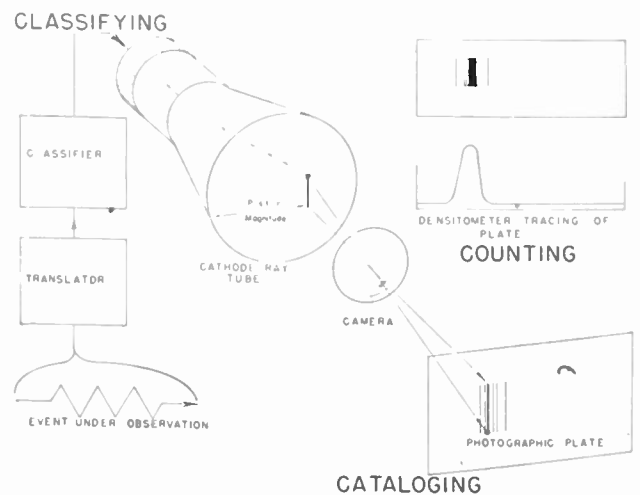 CLASSIFYING
CLASSIFIER
TRANSLATOR
EVENT UNDER OBSERVATION
Magnitude
CATHODE RAY
TUBE
CAMERA
DENSITOMETER TRACING OF
PLATE
COUNTING
PHOTOGRAPHIC PLATE
CATALOGING